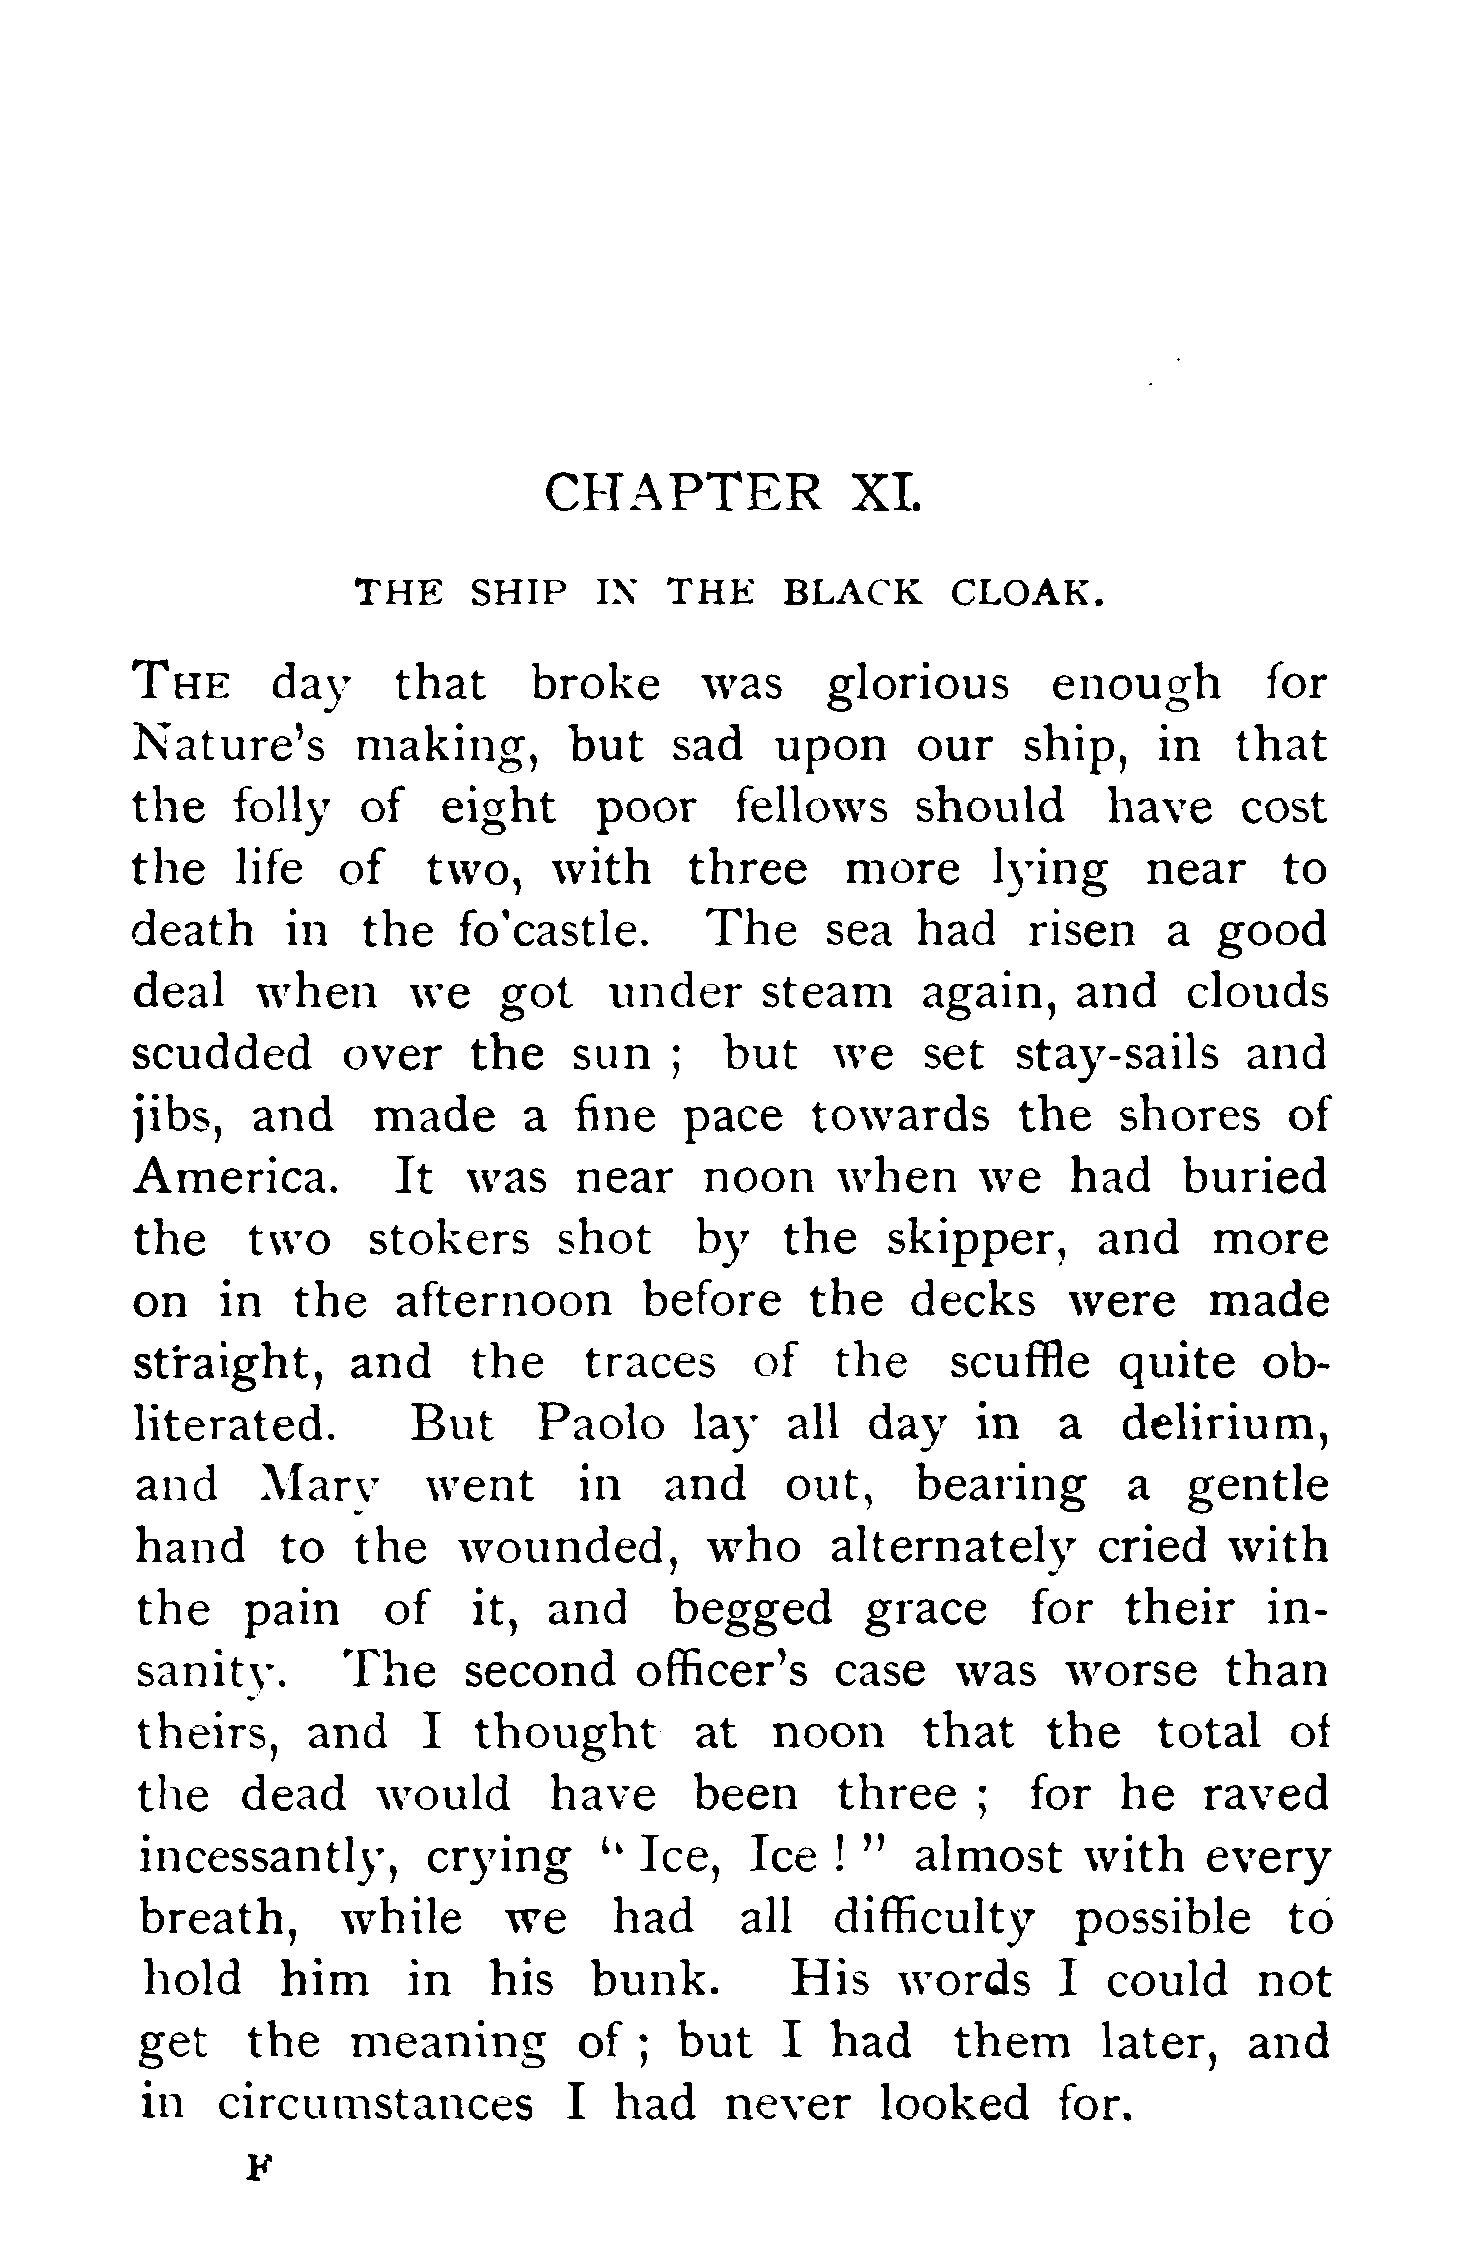 CHAPTER XI.
THE SHIP IN THE BLACK CLOAK.
THE day that broke was glorious enough for
Nature's making, but sad upon our ship, in that
the folly of eight poor fellows should have cost
the life of two, with three more lying near to
death in the fo'castle. The sea had risen a good
deal when we got under steam again, and clouds
scudded over the sun ; but we set stay-sails and
jibs, and made a fine pace towards the shores of
America. It was near noon when we had buried
the two stokers shot by the skipper, and more
on in the afternoon before the decks were made
straight, and the traces of the scuffle quite ob-
literated. But Paolo lay all day in a delirium,
and Mary went in and out, bearing a gentle
hand to the wounded, who alternately cried with
the pain of it, and begged grace for their in-
sanity. The second officer's case was worse than
theirs, and I thought at noon that the total of
the dead would have been three ; for he raved
incessantly, crying “ Ice, Ice ! ” almost with every
breath, while we had all difficulty possible to
hold him in his bunk. His words I could not
get the meaning of ; but I had them later, and
in circumstances I had never looked for.
F